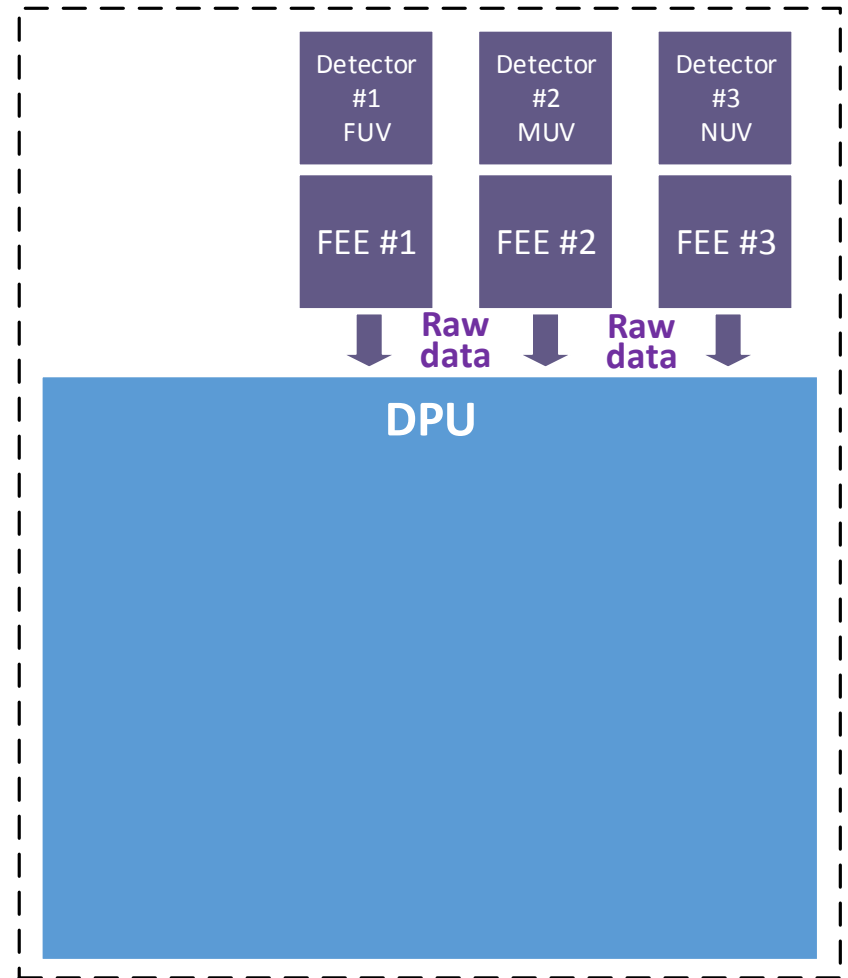 Detector
#1
FUV
Detector
#2
MUV
Detector
#3
NUV
FEE #1
FEE #2
FEE #3
Raw
data
Raw
data
DPU